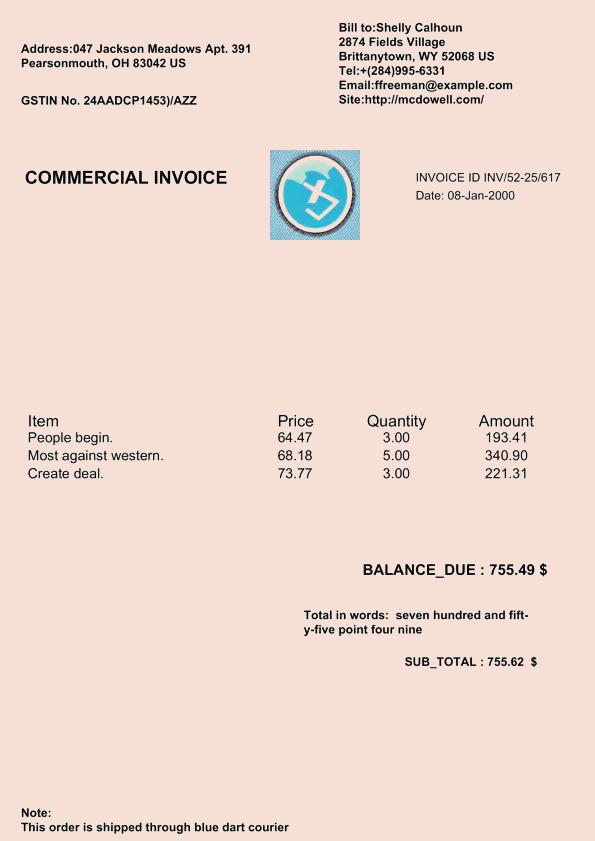 Address:047 Jackson Meadows Apt. 391
Pearsonmouth, OH 83042 US
GSTIN No. 24AADCP1453)/AZZ
Bill to:Shelly Calhoun
2874 Fields Village
Brittanytown, WY 52068 US
Tel:+(284)995-6331
Email:ffreeman@example.com
Site:http://mcdowell.com/
COMMERCIAL INVOICE
INVOICE ID INV/52-25/617
Date: 08-Jan-2000
Item Price Quantity Amount
People begin. 64.47 3.00 193.41
Most against western. 68.18 5.00 340.90
Create deal. 73.77 3.00 221.31
BALANCE_DUE : 755.49 $
Total in words:  seven hundred and fift-
y-five point four nine
SUB_TOTAL : 755.62  $
Note:
This order is shipped through blue dart courier